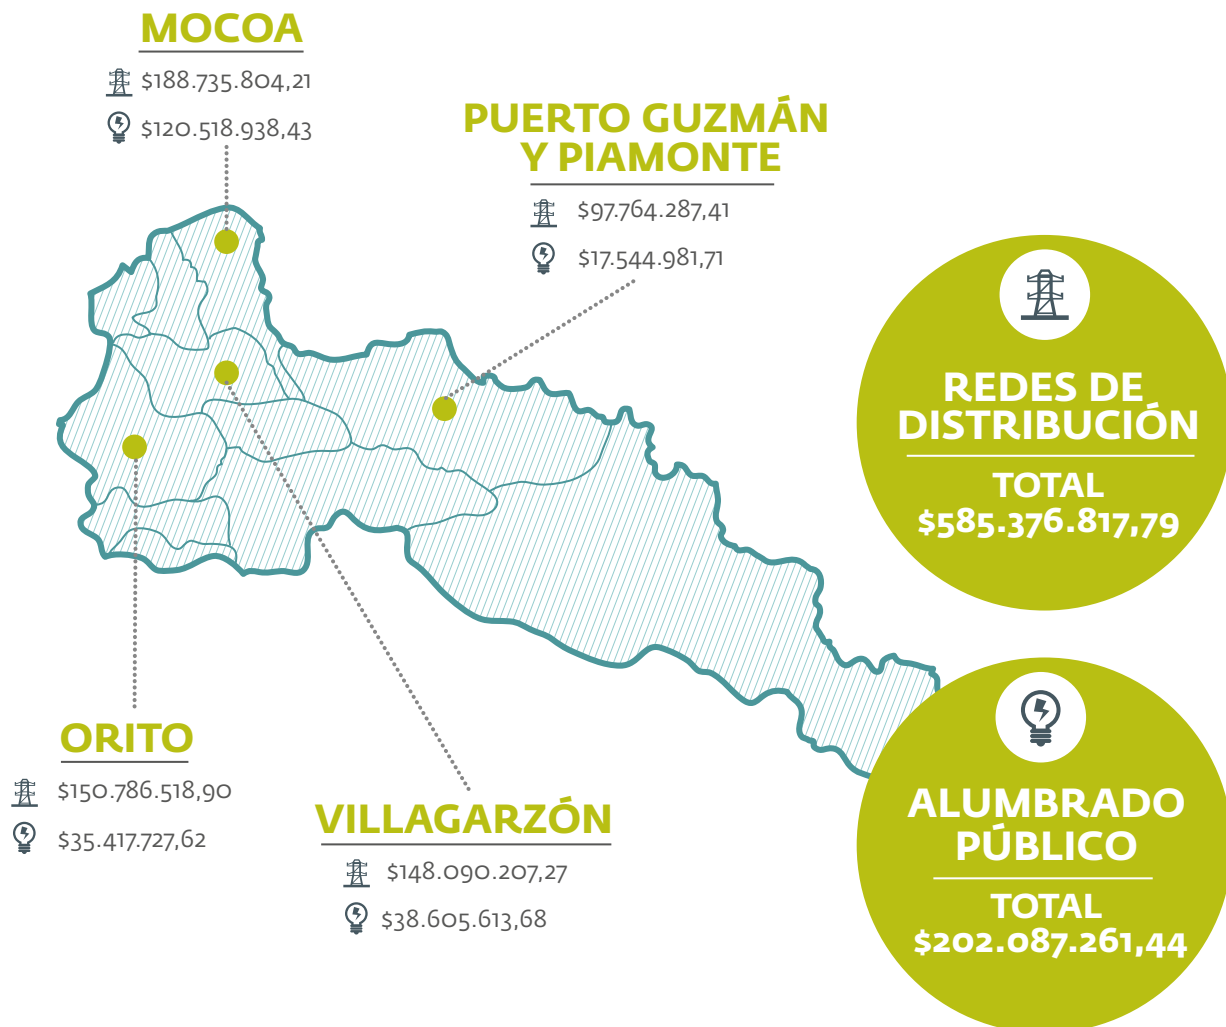 MOCOA
$188.735.804,21
$120.518.938,43
PUERTO GUZMÁN
Y PIAMONTE
$97.764.287,41
$17.544.981,71
REDES DE
DISTRIBUCIÓN
TOTAL
$585.376.817,79
ORITO
$150.786.518,90
$35.417.727,62
VILLAGARZÓN
$148.090.207,27
$38.605.613,68
ALUMBRADO
PÚBLICO
TOTAL
$202.087.261,44